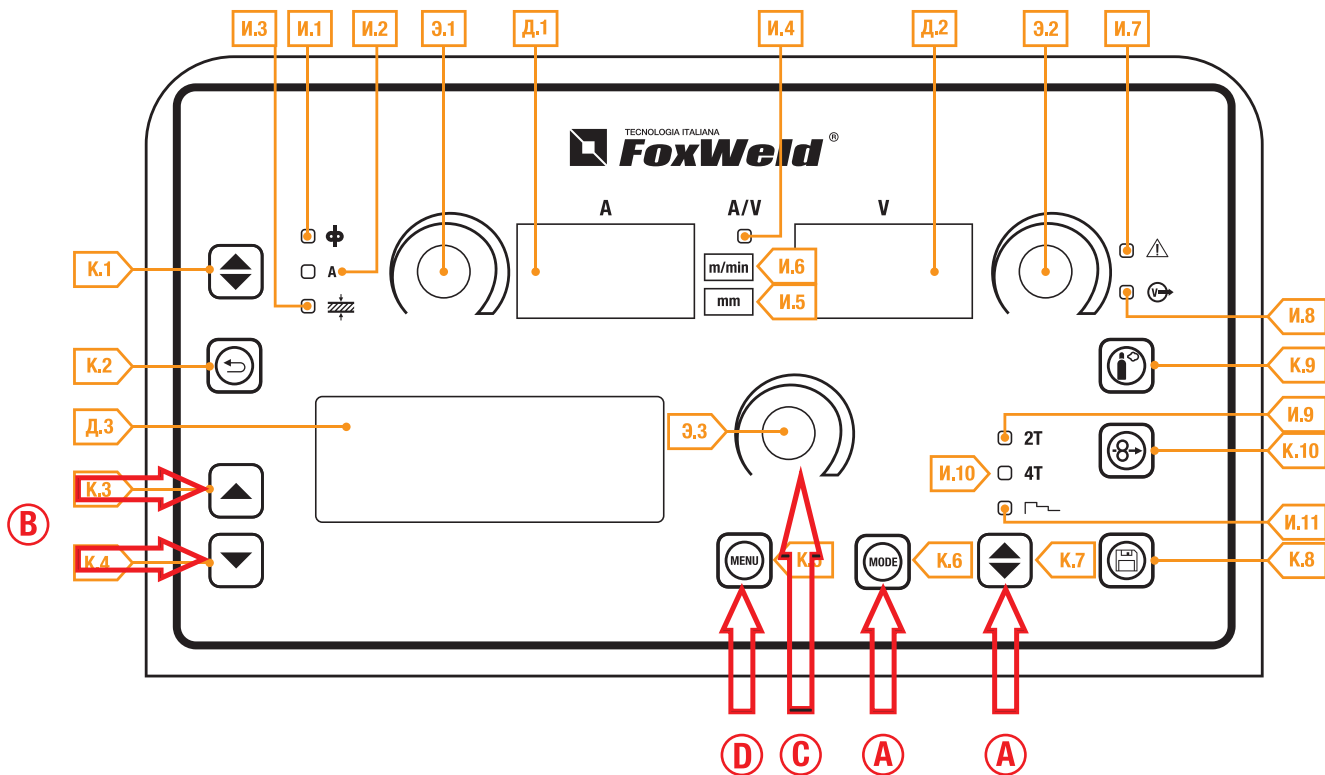 И.3 И.1 И.2 Э.1 Д.1 И.4 Д.2 Э.2 И.7
TECNOLOGIA ITALIANA
FoxWeld ®
A A/V V
К.1
A
m/min И.6
mm И.5
И.8
К.2
К.9
Д.3
Э.3
2T
И.9
К.10
И.10
4T
К.3
B
И.11
К.4
MENU К.5 MODE К.6 К.7 К.8
D C A A